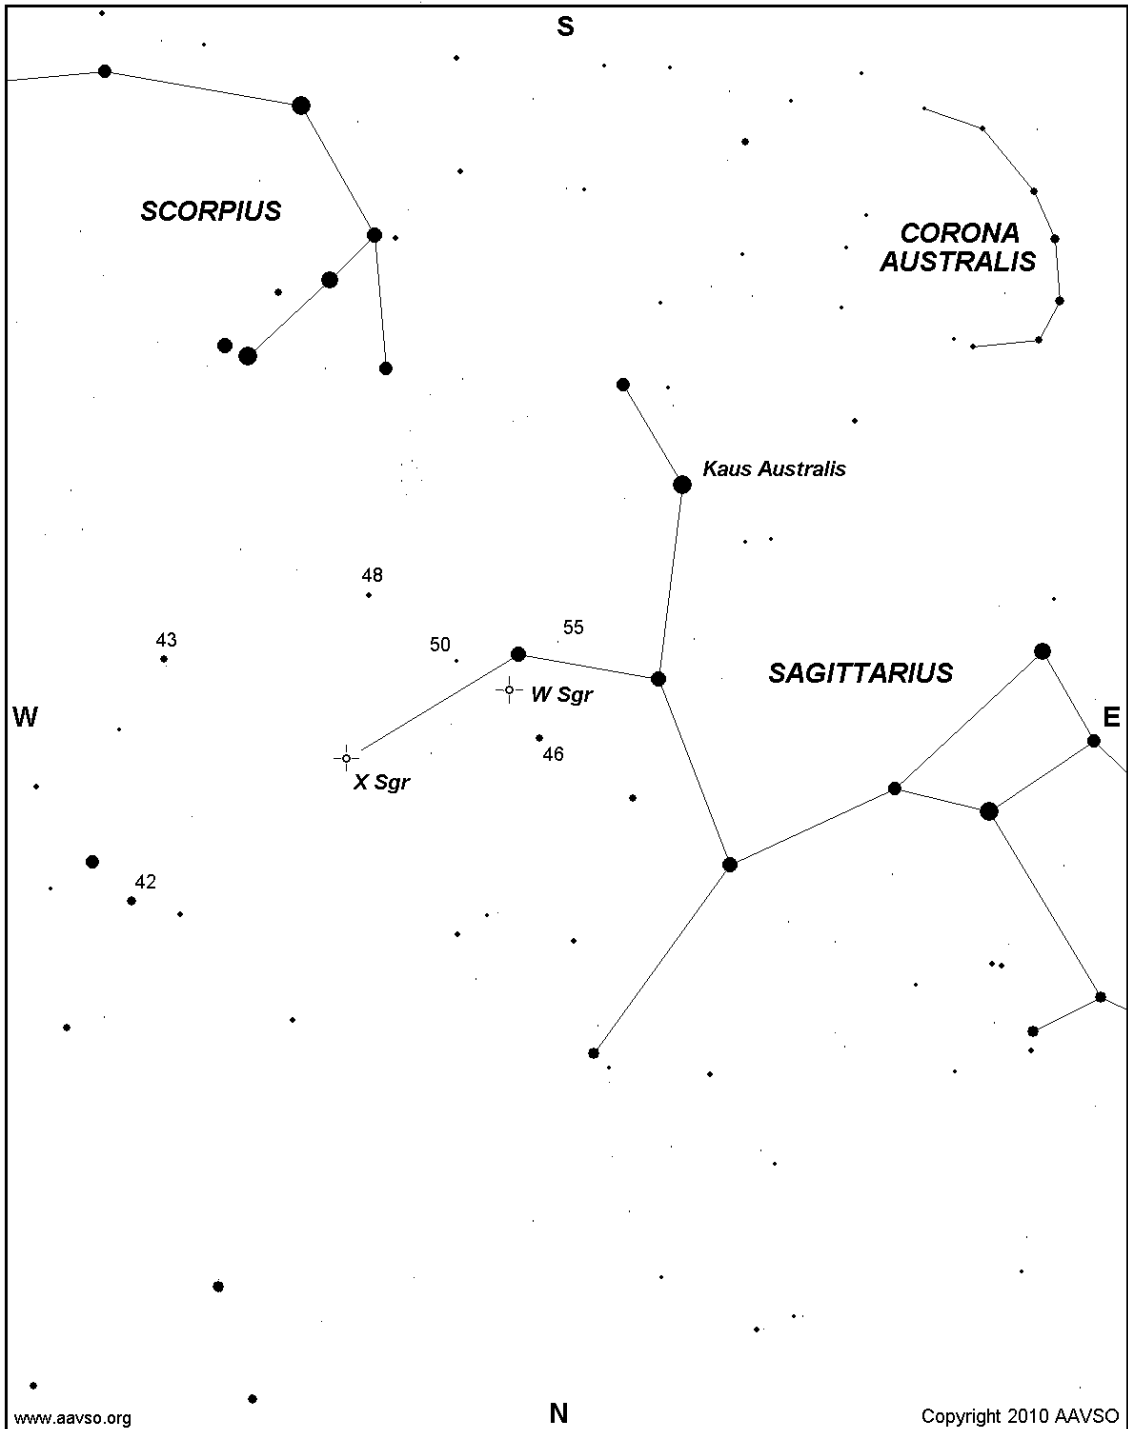 S
SCORPIUS
CORONA
AUSTRALIS
Kaus Australis
48
55
50
43
SAGITTARIUS
W Sgr
W
E
46
X Sgr
42
N
www.aavso.org
Copyright 2010 AAVSO